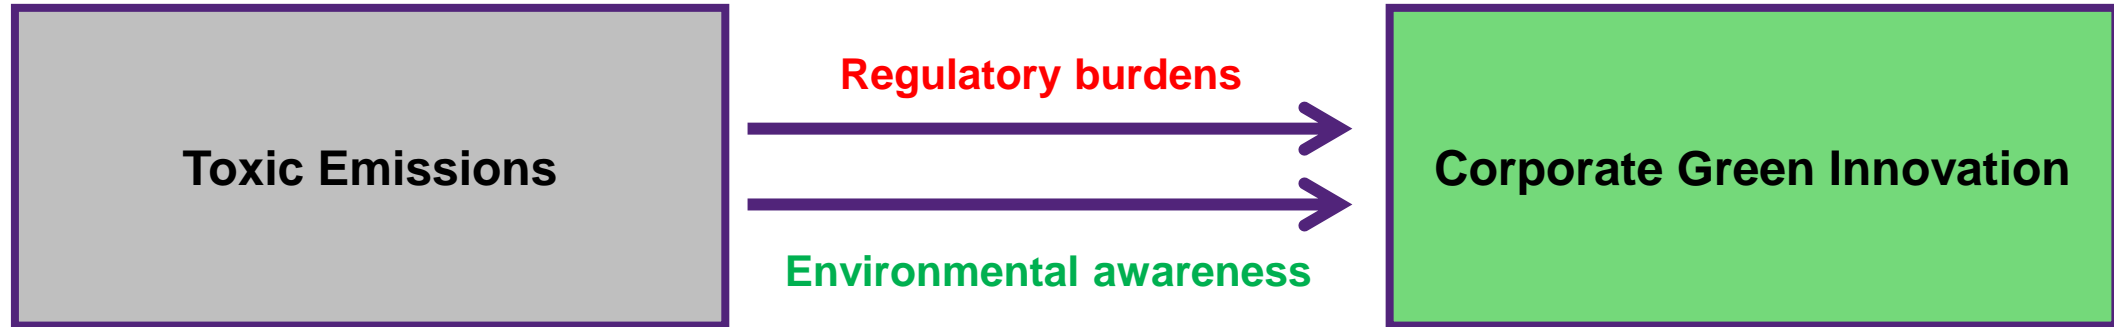 Regulatory burdens
Toxic Emissions
Corporate Green Innovation
Environmental awareness